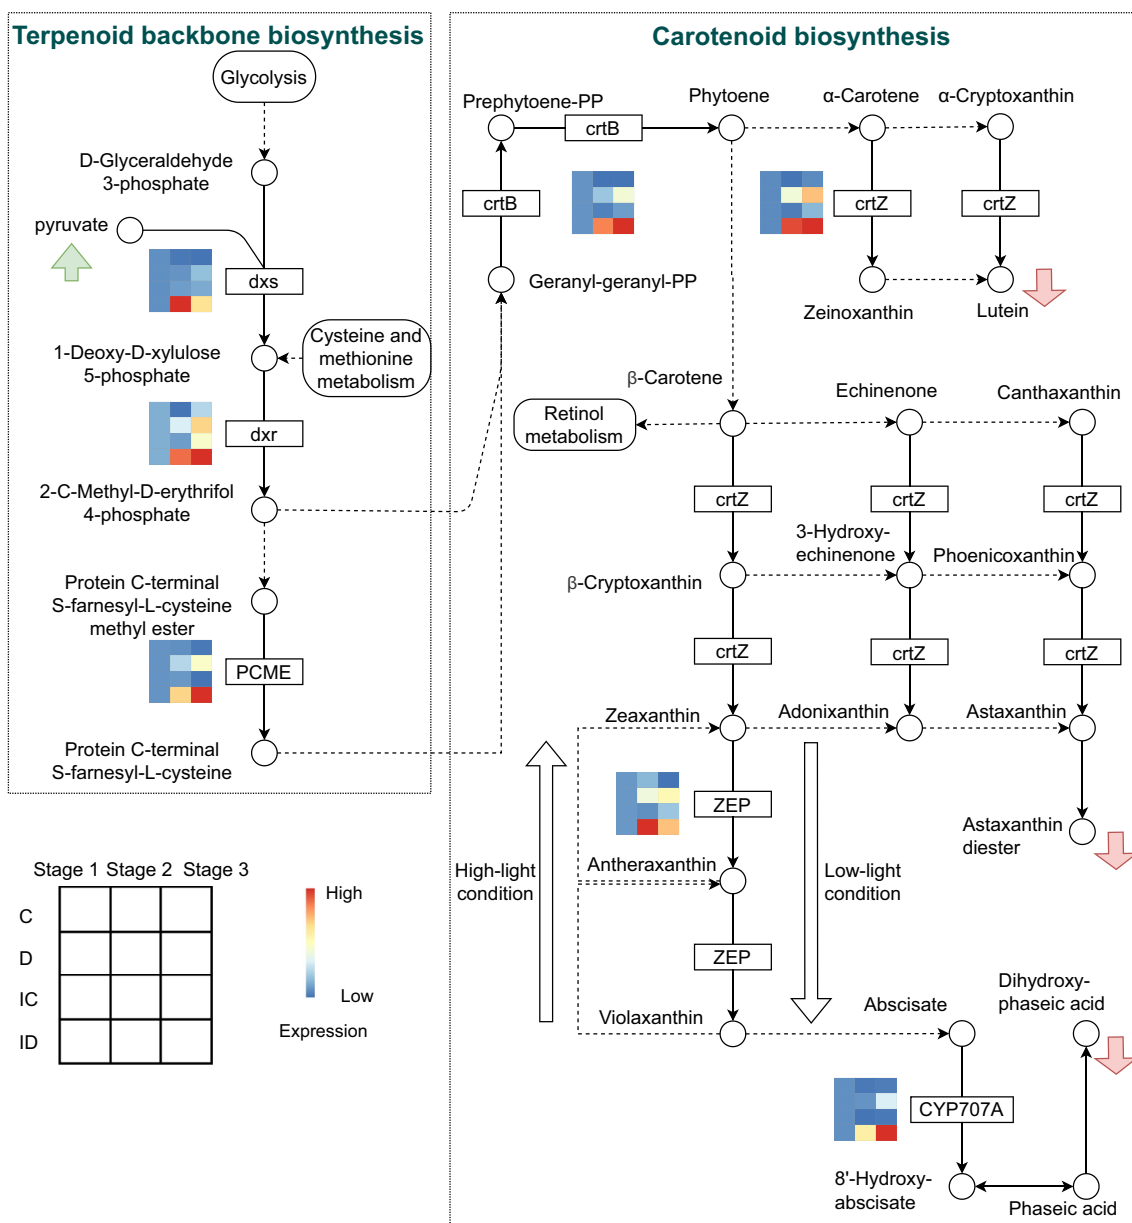 Terpenoid backbone biosynthesis
Glycolysis
D-Glyceraldehyde
3-phosphate
pyruvate
dxs
1-Deoxy-D-xylulose
5-phosphate
Cysteine and
methionine
metabolism
dxr
2-C-Methyl-D-erythrifol
4-phosphate
Protein C-terminal
S-farnesyl-L-cysteine
methyl ester
PCME
Protein C-terminal
S-farnesyl-L-cysteine
Carotenoid biosynthesis
Prephytoene-PP
Phytoene
α-Carotene
α-Cryptoxanthin
crtB
crtB
crtZ
crtZ
Geranyl-geranyl-PP
Zeinoxanthin
Lutein
β-Carotene
Echinenone
Canthaxanthin
Retinol
metabolism
crtZ
crtZ
crtZ
3-Hydroxy-
echinenone
Phoenicoxanthin
β-Cryptoxanthin
crtZ
crtZ
crtZ
Zeaxanthin
Adonixanthin
Astaxanthin
ZEP
Astaxanthin
diester
Antheraxanthin
High-light
condition
Low-light
condition
ZEP
Violaxanthin
Abscisate
Dihydroxy-
phaseic acid
CYP707A
8'-Hydroxy-
abscisate
Phaseic acid
Stage 1
Stage 2
Stage 3
C
D
IC
ID
High
Low
Expression